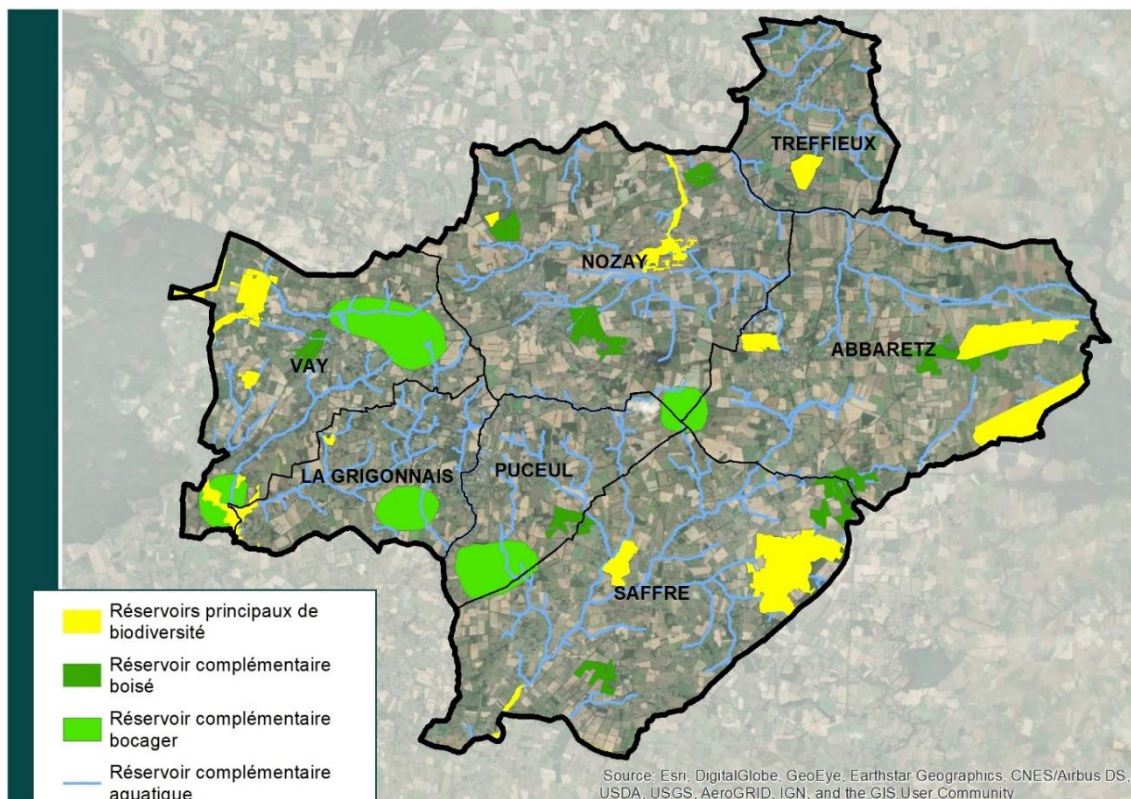 TREFFIEUX
NOZAY
ABBARETZ
VAY
LA GRIGONNAIS
PUCEUL
SAFFRE
Réservoirs principaux de
biodiversité
Réservoir complémentaire
boisé
Réservoir complémentaire
bocager
Réservoir complémentaire
aquatique
Source: Esri, DigitalGlobe, GeoEye, Earthstar Geographics, CNES/Airbus DS,
USDA, USGS, AeroGRID, IGN, and the GIS User Community